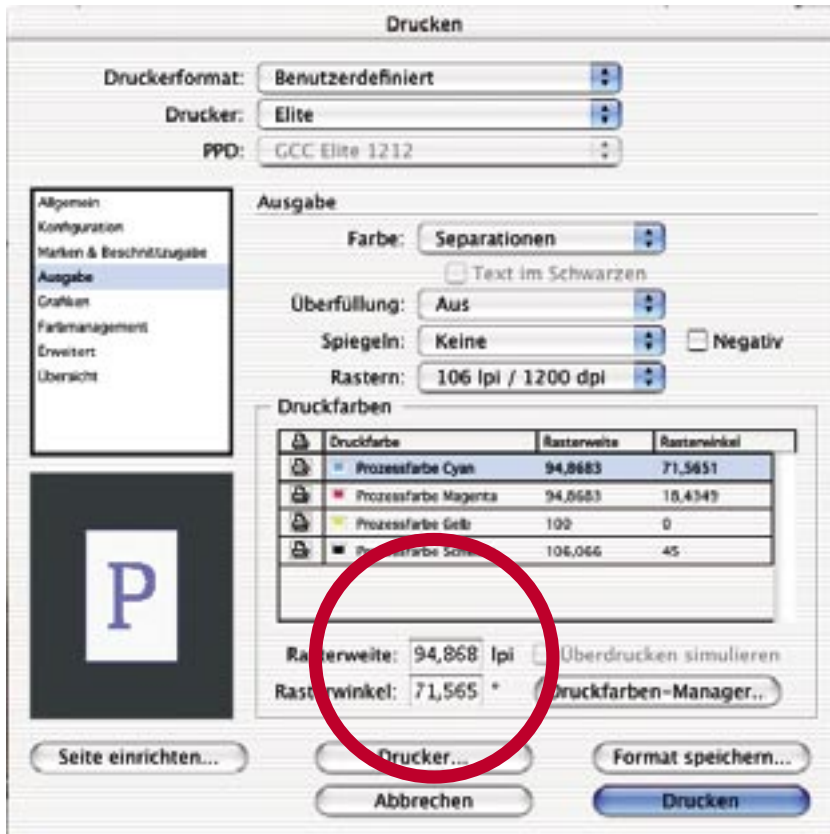 Drucken
Druckerformat: Benutzerdefiniert
Drucker: Elite
PPD: GCC Elite 1212
Allgemein
Konfiguration
Marken & Beschnittzugabe
Ausgabe
Grafiken
Farbmanagement
Erweitert
Übersicht
Ausgabe
Farbe: Separationen
Text im Schwarzen
Überfüllung: Aus
Spiegeln: Keine Negativ
Rastern: 106 lpi / 1200 dpi
Druckfarben
Druckfarbe Rasterweite Rasterwinkel
Prozessfarbe Cyan 94,8683 71,5651
Prozessfarbe Magenta 94,8683 18,4349
Prozessfarbe Gelb 100 0
106,066 45
P
Rasterweite: 94,868 lpi Überdrucken simulieren
Rasterwinkel: 71,565 ° Druckfarben-Manager..
Seite einrichten... Drucker... Format speichern...
Abbrechen Drucken